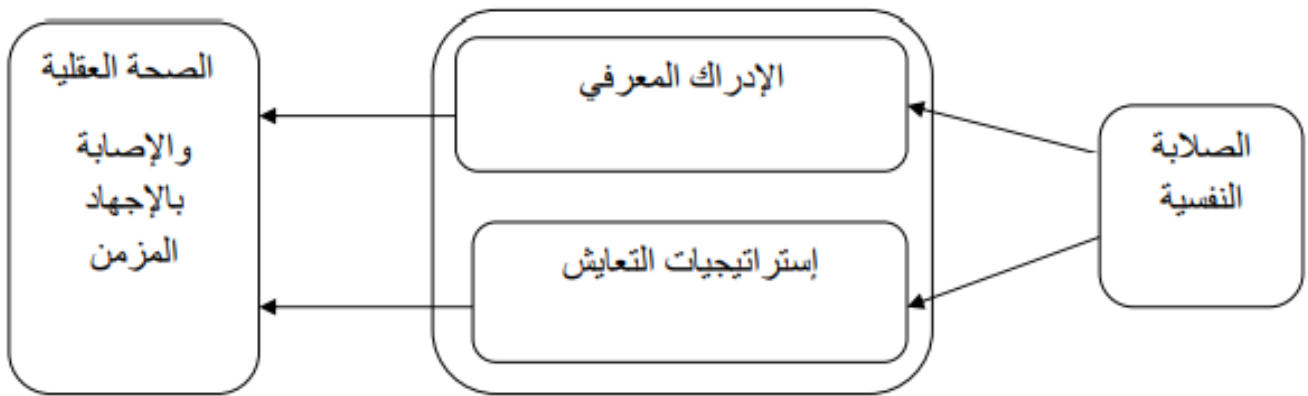 الصلابة
النفسية
الإدراك المعرفي
إستراتيجيات التعايش
الصحة العقلية
والإصابة
بالإجهاد
المزمن